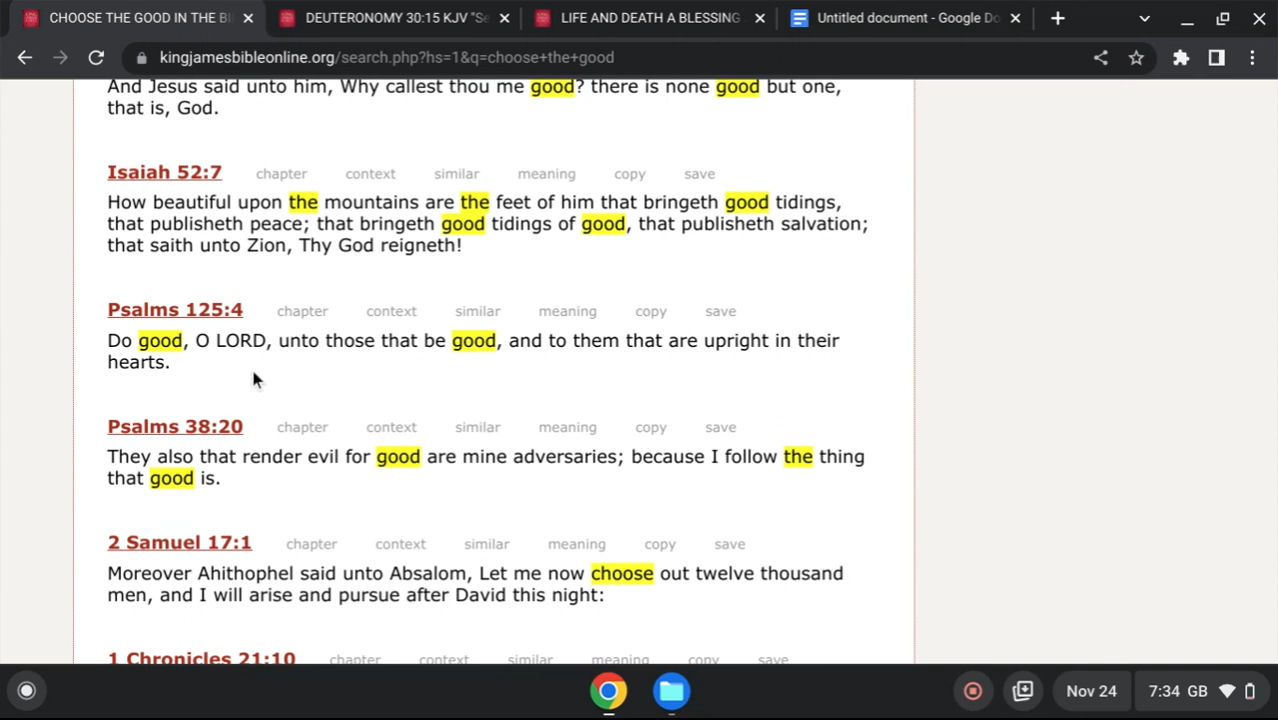 CHOOSE THE GOOD IN THE BI
DEUTERONOMY 30:15 KJV "Se
LIFE AND DEATH A BLESSING
Untitled document - Google Do
kingjamesbibleonline.org/search.php?hs=1&q=choose+the+good
And Jesus said unto him, Why callest thou me good? there is none good but one,
that is, God.
Isaiah 52:7 chapter context similar meaning copy save
How beautiful upon the mountains are the feet of him that bringeth good tidings,
that publisheth peace; that bringeth good tidings of good, that publisheth salvation;
that saith unto Zion, Thy God reigneth!
Psalms 125:4 chapter context similar meaning copy save
Do good, O LORD, unto those that be good, and to them that are upright in their
hearts.
Psalms 38:20 chapter context similar meaning copy save
They also that render evil for good are mine adversaries; because I follow the thing
that good is.
2 Samuel 17:1 chapter context similar meaning copy save
Moreover Ahithophel said unto Absalom, Let me now choose out twelve thousand
men, and I will arise and pursue after David this night:
1 Chronicles 21:10 chapter context similar meaning copy save
Nov 24 7:34 GB